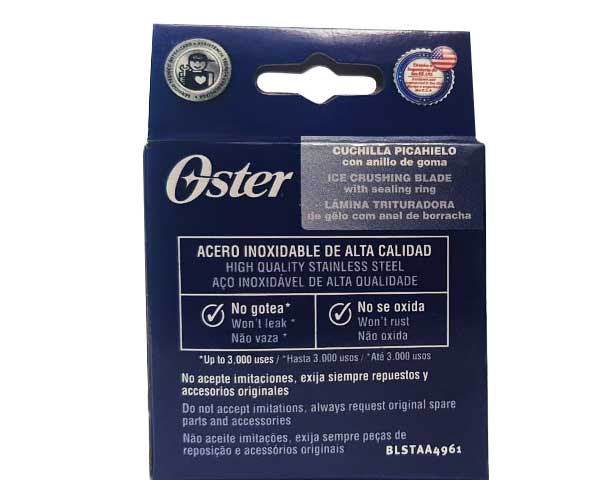 Oster
CUCHILLA PICAHIELO
con anillo de goma
ICE CRUSHING BLADE
with sealing ring
LÂMINA TRITURADORA
de gêlo com anel de borracha
ACERO INOXIDABLE DE ALTA CALIDAD
HIGH QUALITY STAINLESS STEEL
AÇO INOXIDÁVEL DE ALTA QUALIDADE
No gotea*
Won't leak *
Não vaza *
No se oxida
Won't rust
Não oxida
*Up to 3,000 uses / *Hasta 3.000 usos / *Até 3.000 usos
No acepte imitaciones, exija siempre repuestos y
accesorios originales
Do not accept imitations, always request original spare
parts and accessories
Não aceite imitações, exija sempre peças de
reposição e acessórios originais
BLSTAA4961